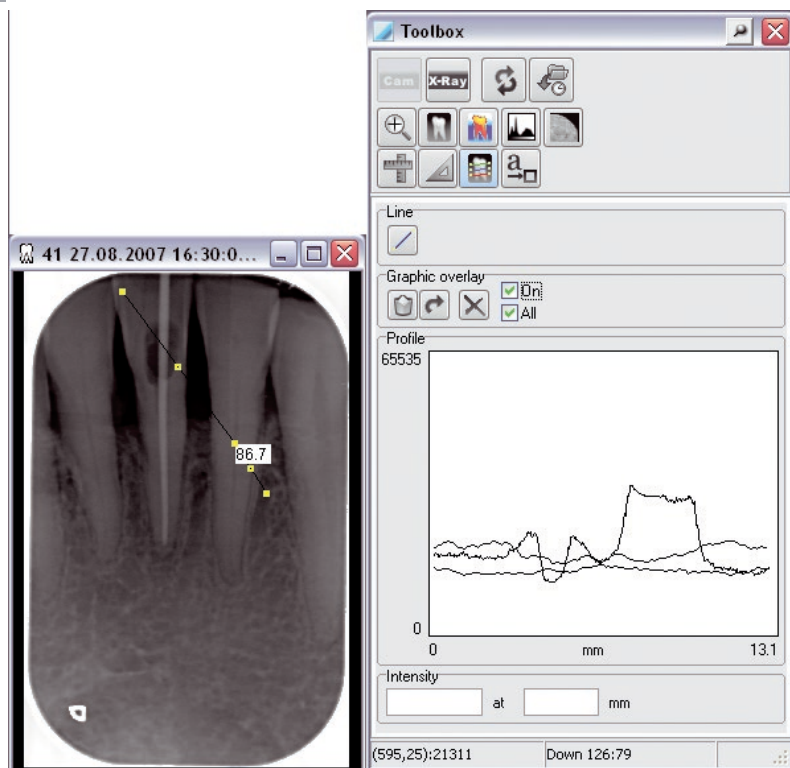 Toolbox
Cam
X-Ray
a
Line
Graphic overlay
On
All
Profile
65535
0
0
mm
13.1
Intensity
at
mm
(595,25):21311
Down 126:79
41 27.08.2007 16:30:0...
86.7